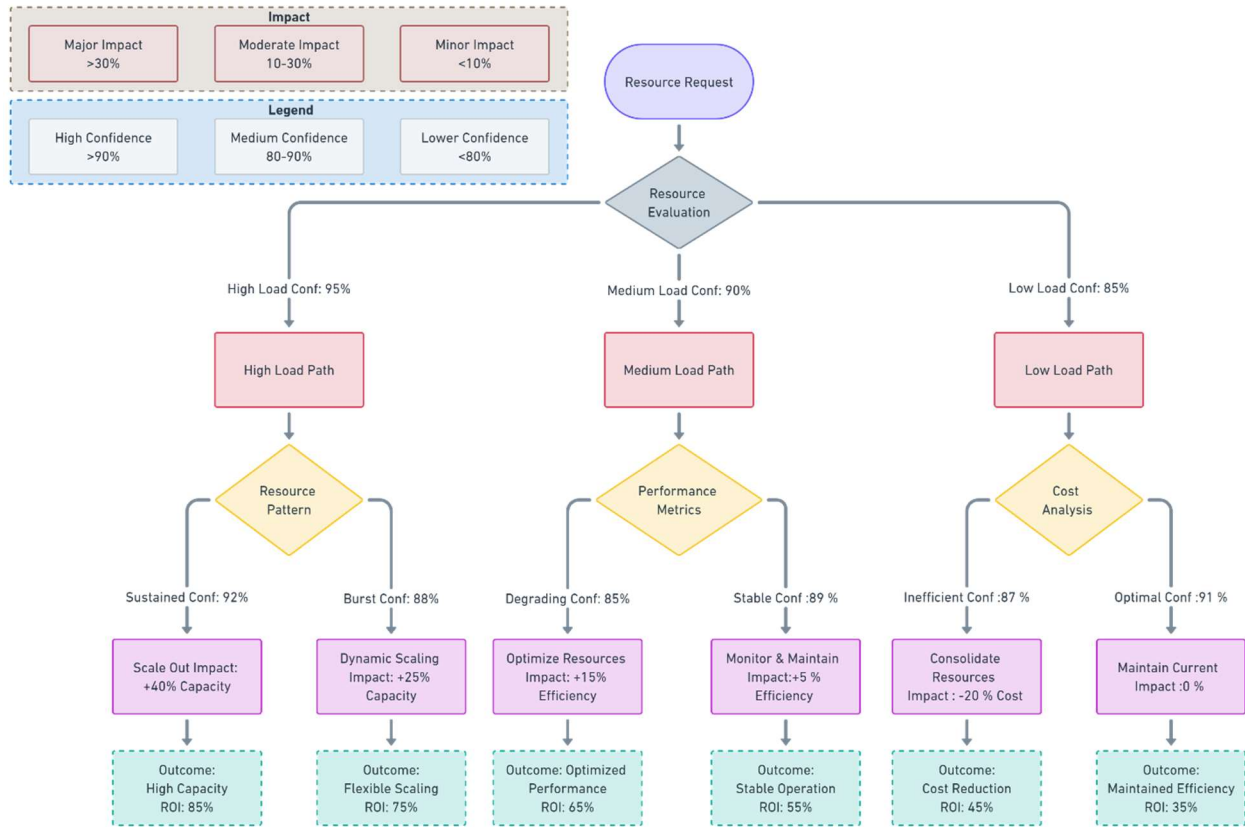 Impact
Major Impact
>30%
Moderate Impact
10-30%
Minor Impact
<10%
Legend
High Confidence
>90%
Medium Confidence
80-90%
Lower Confidence
<80%
Resource Request
Resource
Evaluation
High Load Conf: 95%
Medium Load Conf: 90%
Low Load Conf: 85%
High Load Path
Medium Load Path
Low Load Path
Resource
Pattern
Performance
Metrics
Cost
Analysis
Sustained Conf: 92%
Burst Conf: 88%
Degrading Conf: 85%
Stable Conf :89 %
Inefficient Conf :87 %
Optimal Conf :91 %
Scale Out Impact:
+40% Capacity
Dynamic Scaling
Impact: +25%
Capacity
Optimize Resources
Impact: +15%
Efficiency
Monitor & Maintain
Impact:+5 %
Efficiency
Consolidate
Resources
Impact : -20 % Cost
Maintain Current
Impact :0 %
Outcome:
High Capacity
ROI: 85%
Outcome:
Flexible Scaling
ROI: 75%
Outcome: Optimized
Performance
ROI: 65%
Outcome:
Stable Operation
ROI: 55%
Outcome:
Cost Reduction
ROI: 45%
Outcome:
Maintained Efficiency
ROI: 35%